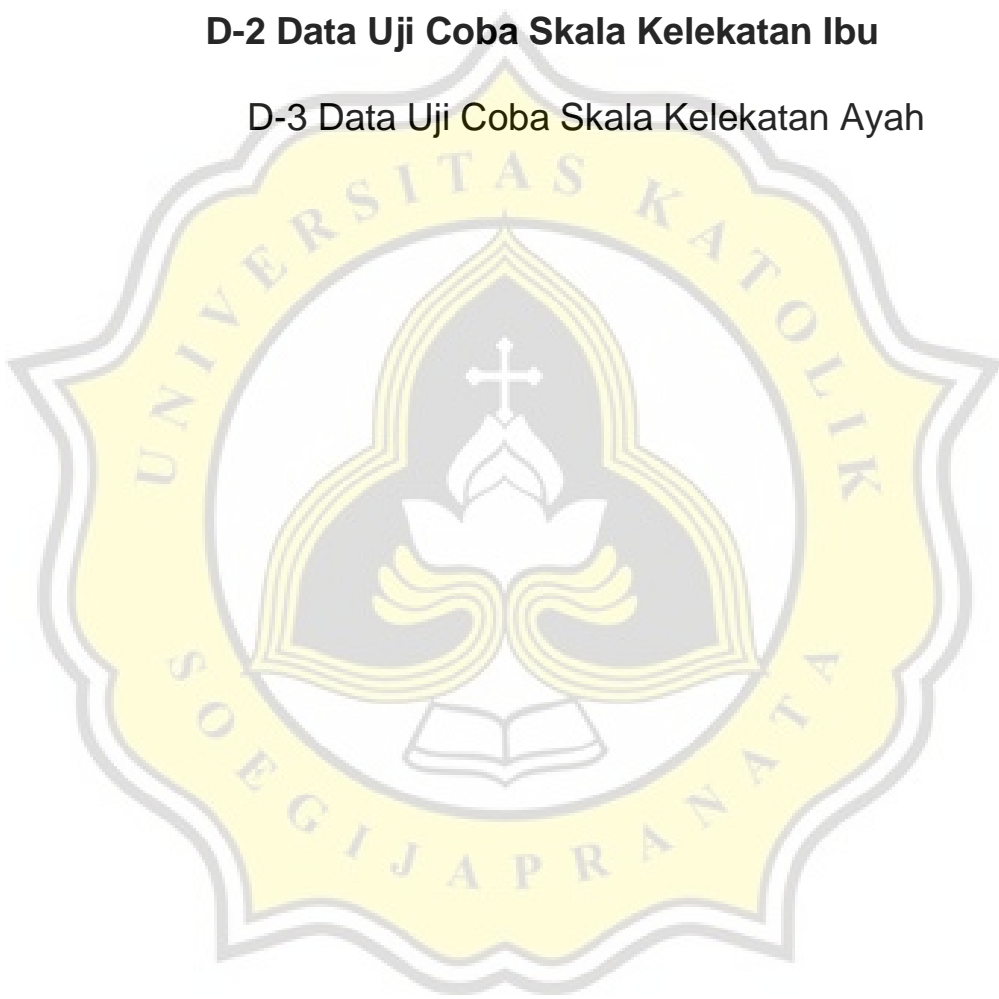 D-2 Data Uji Coba Skala Kelekatan Ibu
D-3 Data Uji Coba Skala Kelekatan Ayah
UNIVERSITAS KATOLIK
SOEGIJAPRANATA